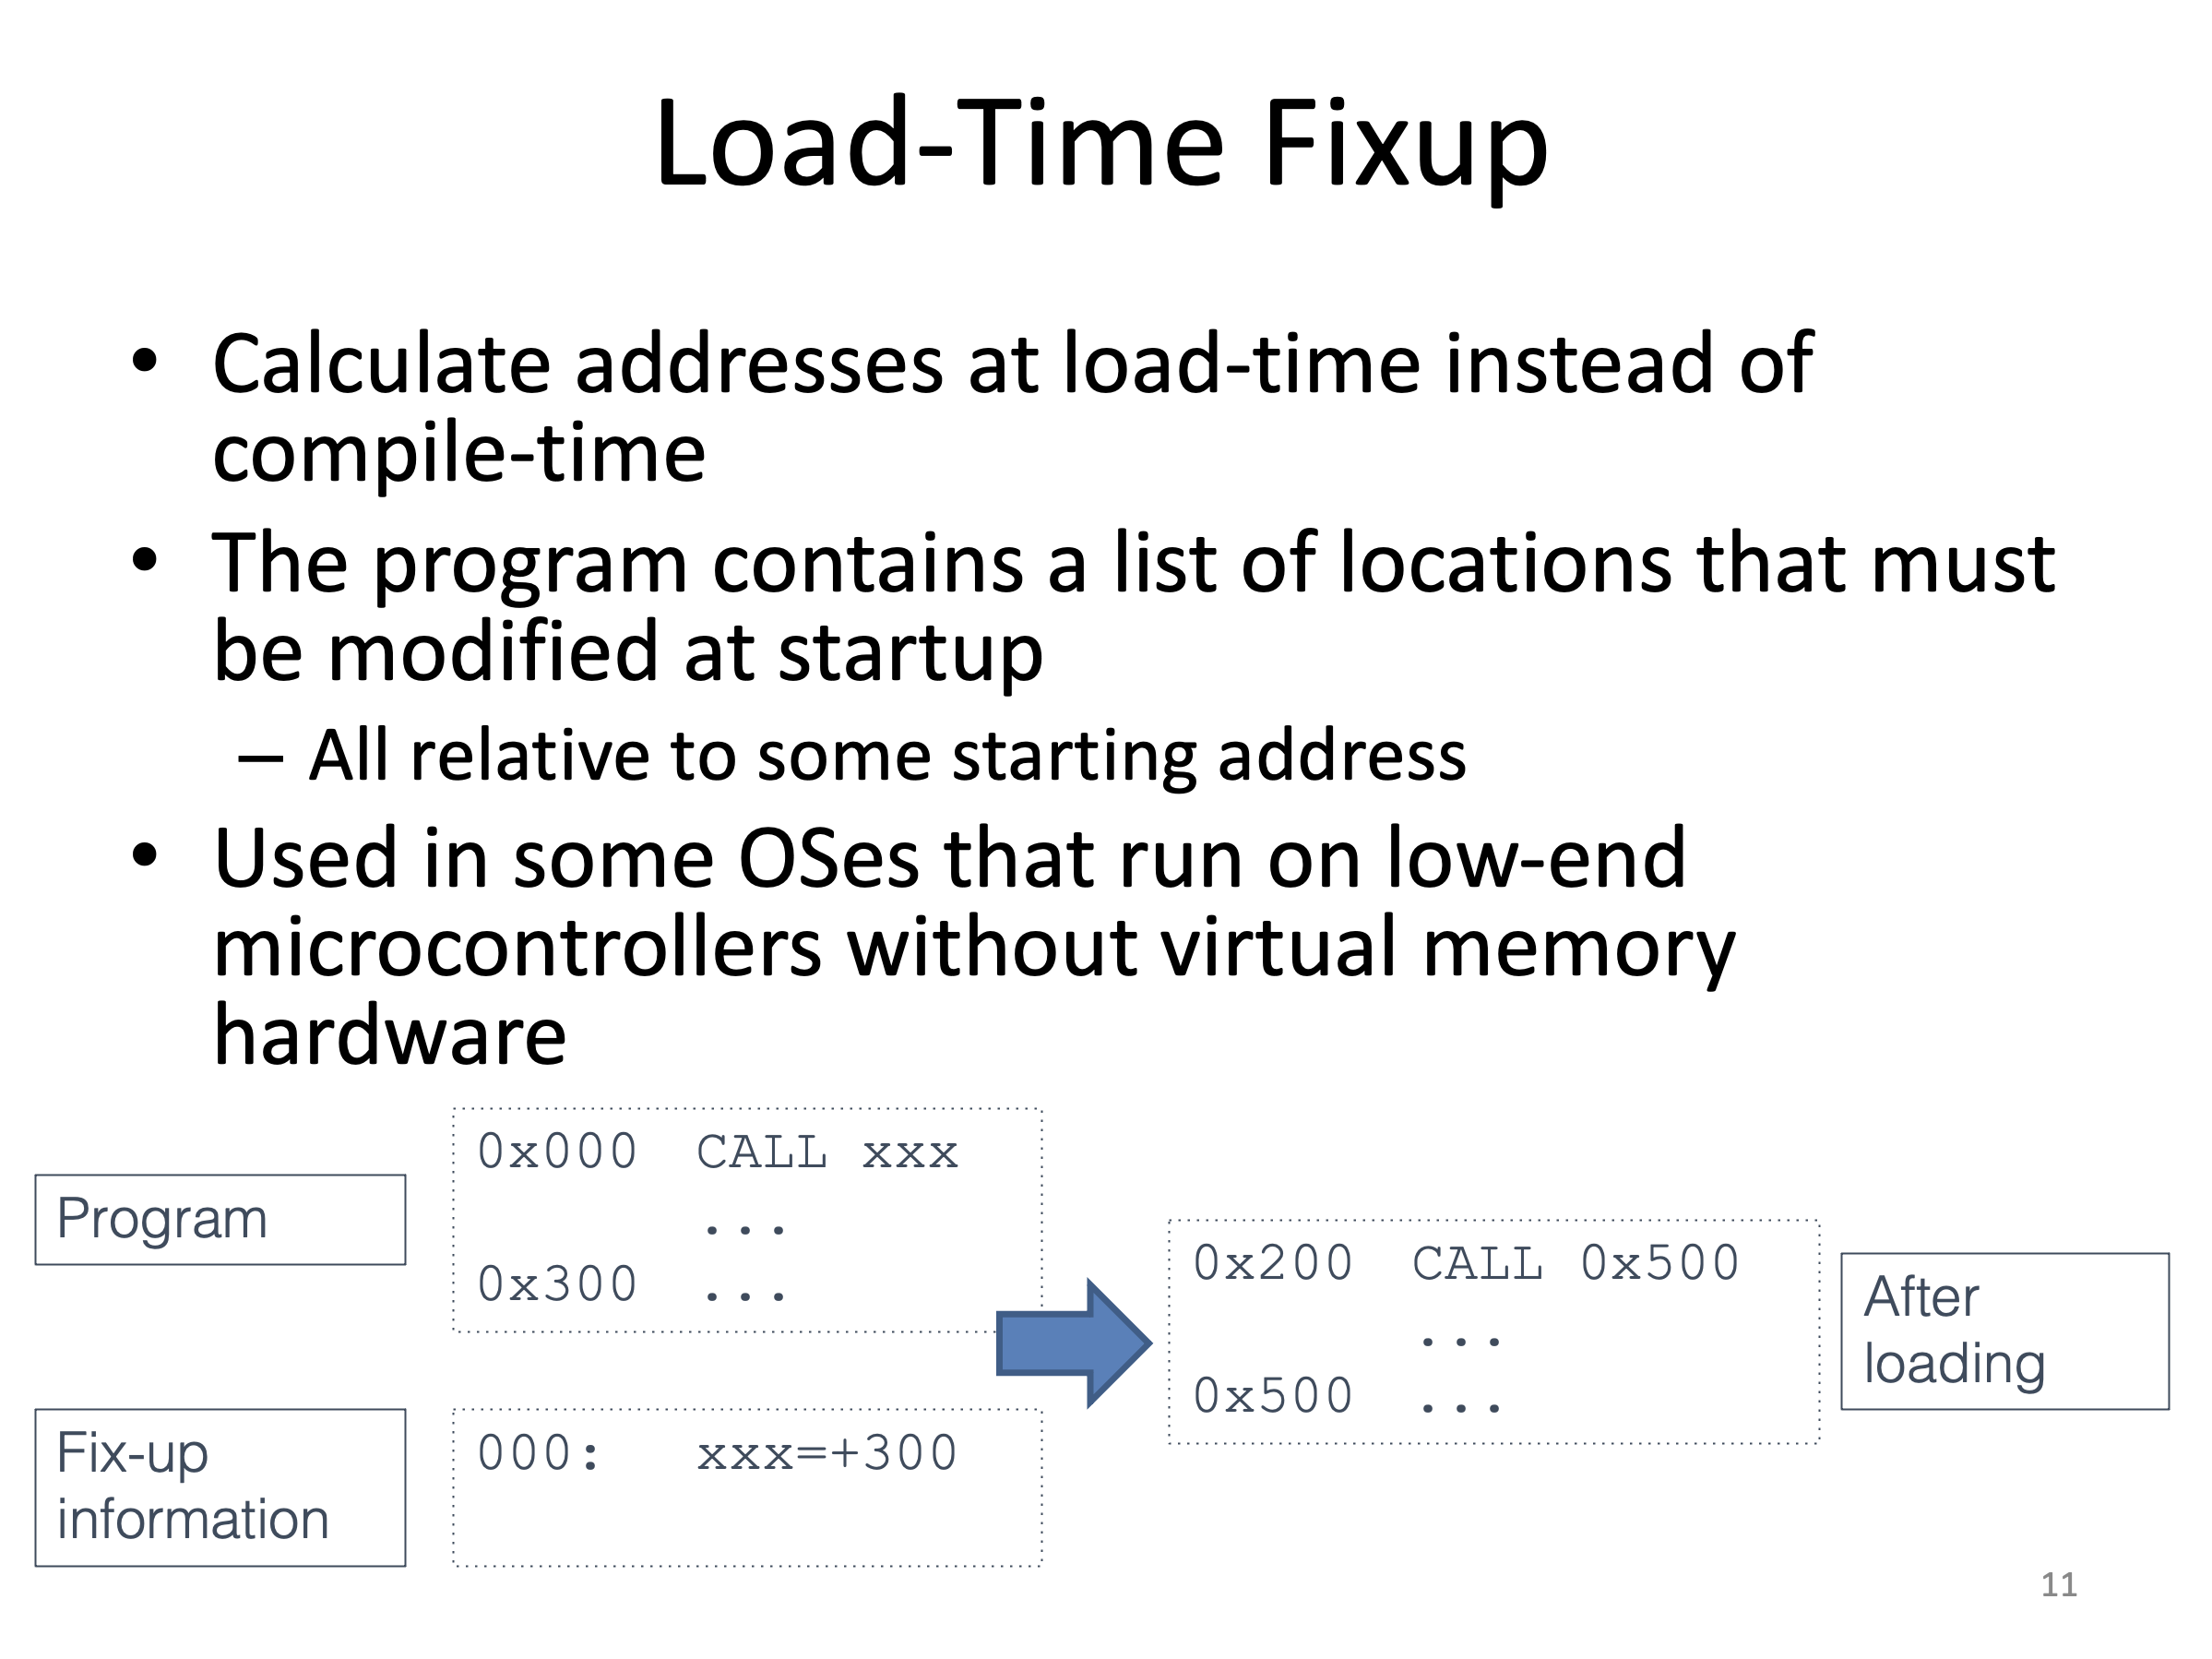 Load-Time Fixup
• Calculate addresses at load-time instead of
compile-time
• The program contains a list of locations that must
be modified at startup
– All relative to some starting address
• Used in some OSes that run on low-end
microcontrollers without virtual memory
hardware
Program
0x000 CALL xxx
...
0x300 ...
Fix-up
information
000: xxx=+300
0x200 CALL 0x500
...
0x500 ...
After
loading
11